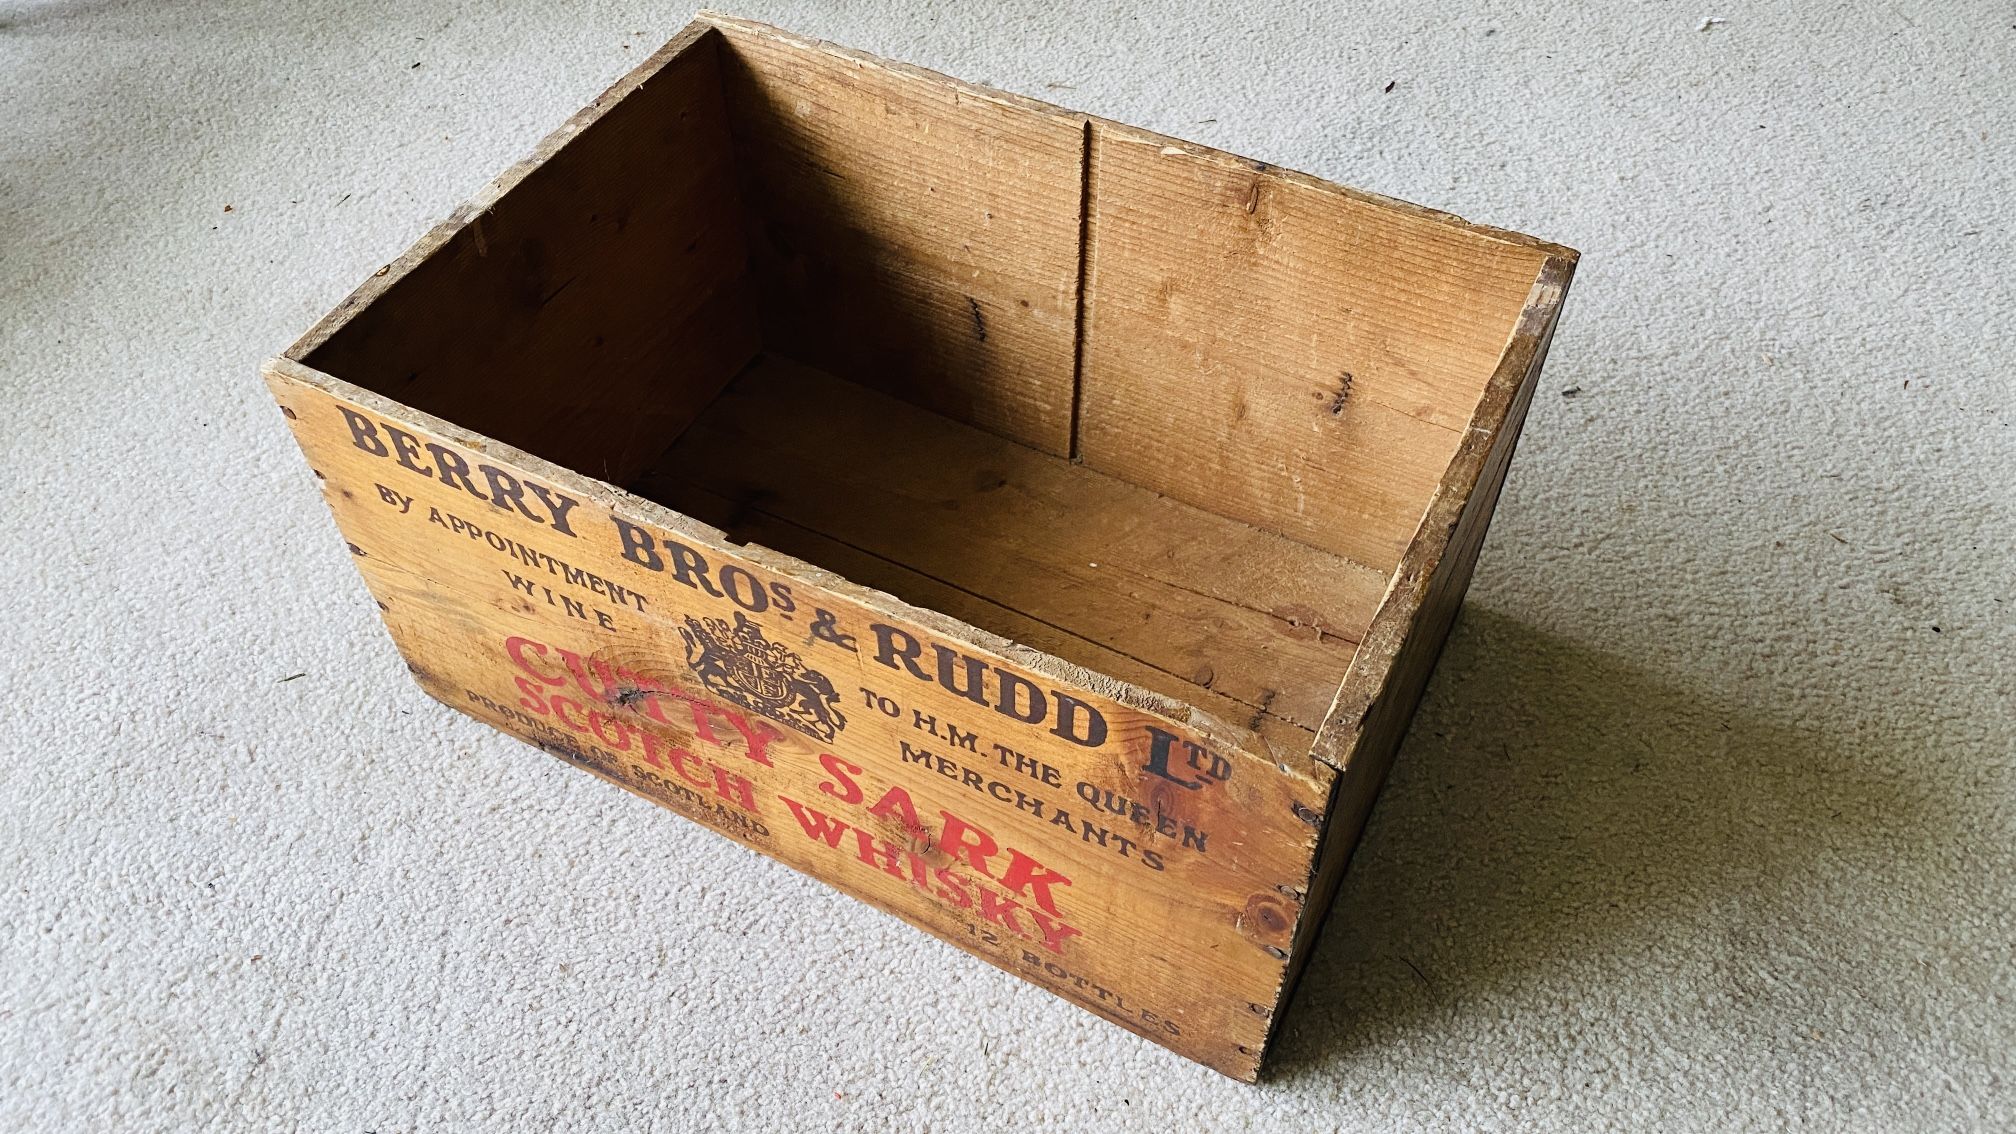 BERRY BROS & RUDD LTD
BY APPOINTMENT TO H.M. THE QUEEN
WINE MERCHANTS
CUTTY SARK
SCOTCH WHISKY
PRODUCE OF SCOTLAND 12 BOTTLES